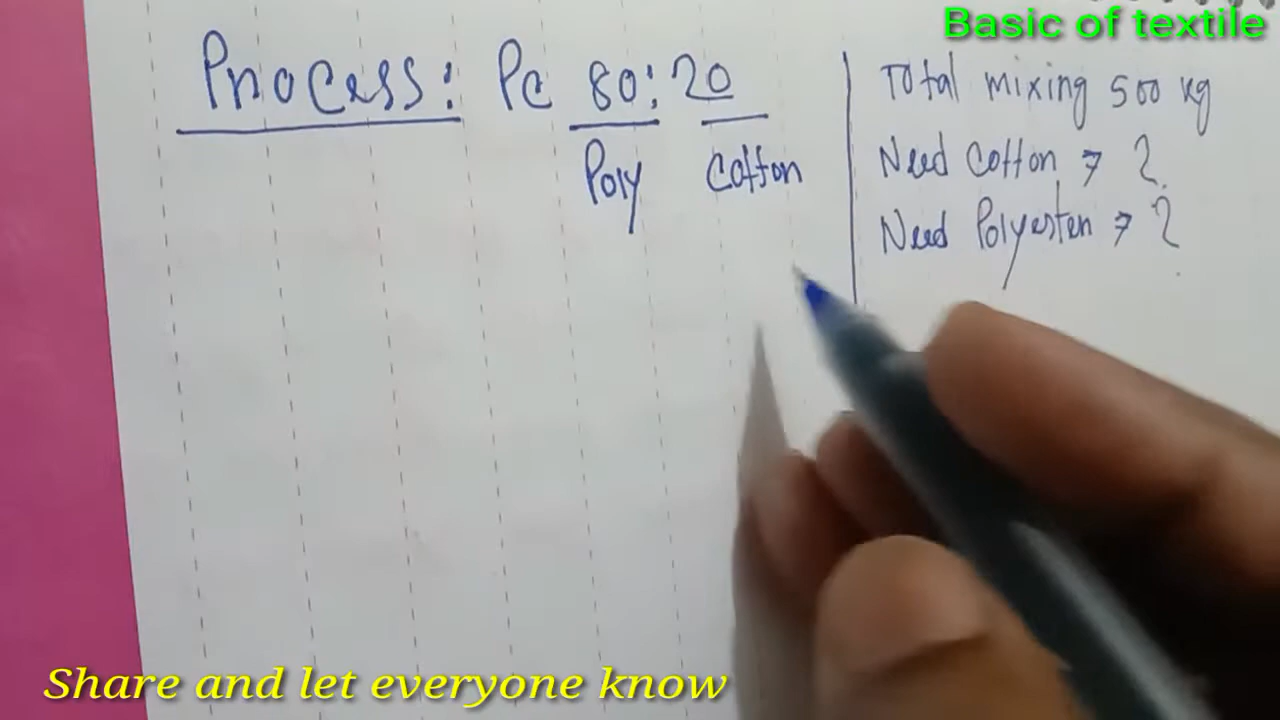 Basic of textile
Process: Pc 80:20
Poly Cotton
Total mixing 500 kg
Need Cotton → ?
Need Polyester → ?
Share and let everyone know